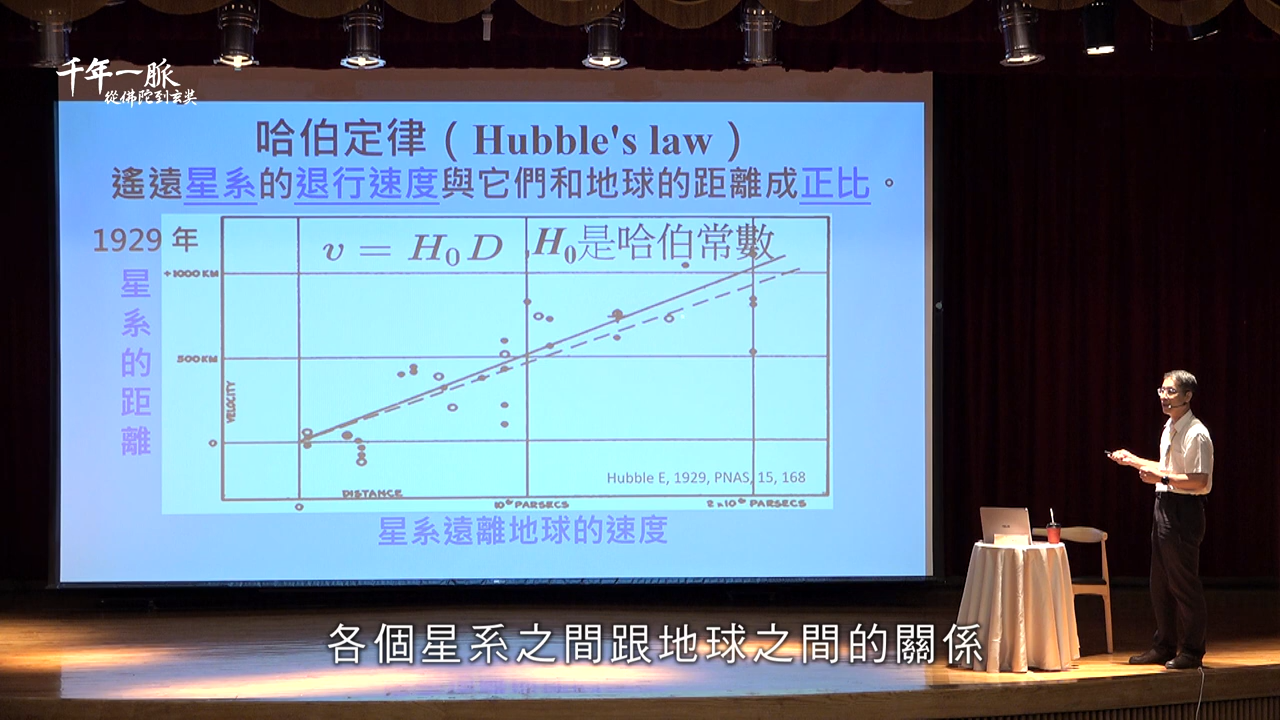 千年一脈
從佛陀到玄奘
哈伯定律（Hubble's law）
遙遠星系的退行速度與它們和地球的距離成正比。
1929 年
v = H₀D ,H₀是哈伯常數
星系的距離
+1000 KM
500 KM
0
VELOCITY
Hubble E, 1929, PNAS, 15, 168
DISTANCE
0
10⁶ PARSECS
2 x 10⁶ PARSECS
星系遠離地球的速度
各個星系之間跟地球之間的關係